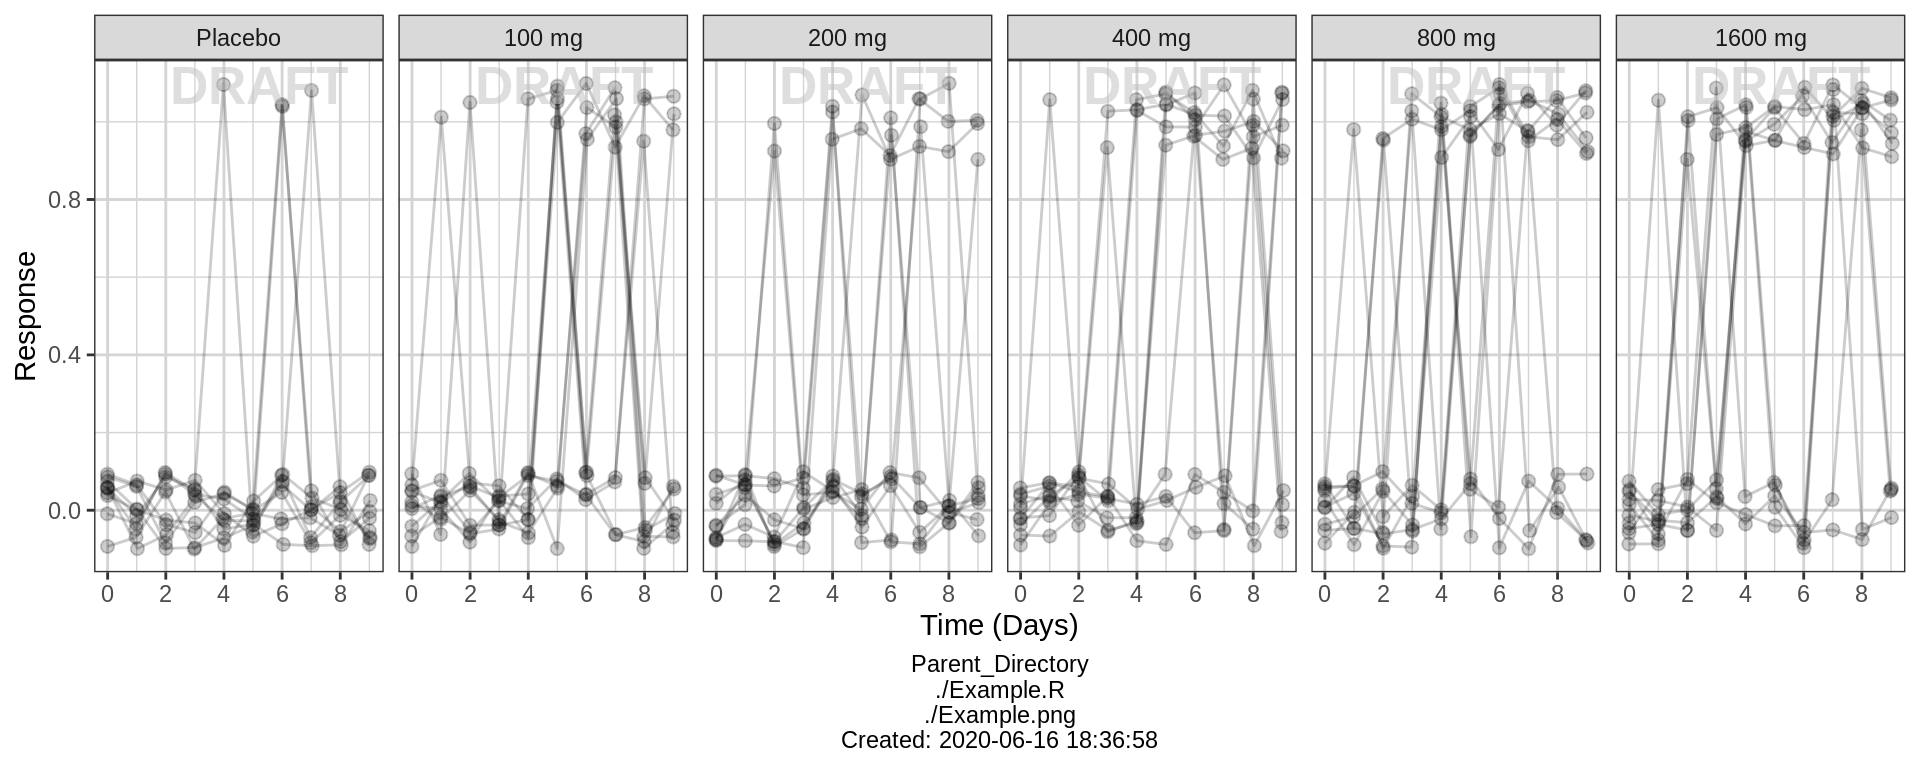 Placebo 100 mg 200 mg 400 mg 800 mg 1600 mg
DRAFT DRAFT DRAFT DRAFT DRAFT DRAFT
0.8
0.4
0.0
Response
0 2 4 6 8 0 2 4 6 8 0 2 4 6 8 0 2 4 6 8 0 2 4 6 8 0 2 4 6 8
Time (Days)
Parent_Directory
./Example.R
./Example.png
Created: 2020-06-16 18:36:58